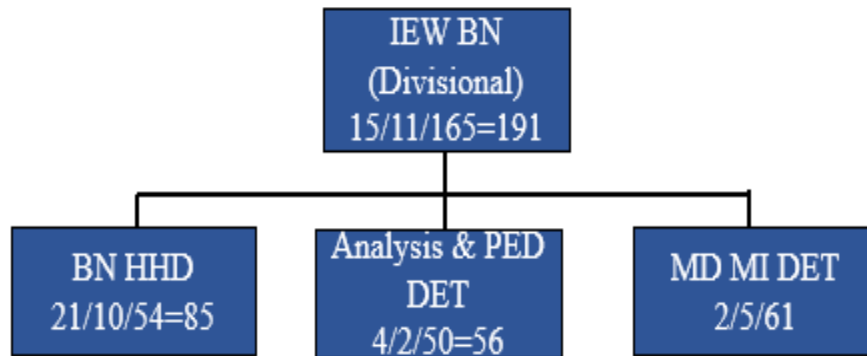 IEW BN
(Divisional)
15/11/165=191
BN HHD
21/10/54=85
Analysis & PED
DET
4/2/50=56
MD MI DET
2/5/61